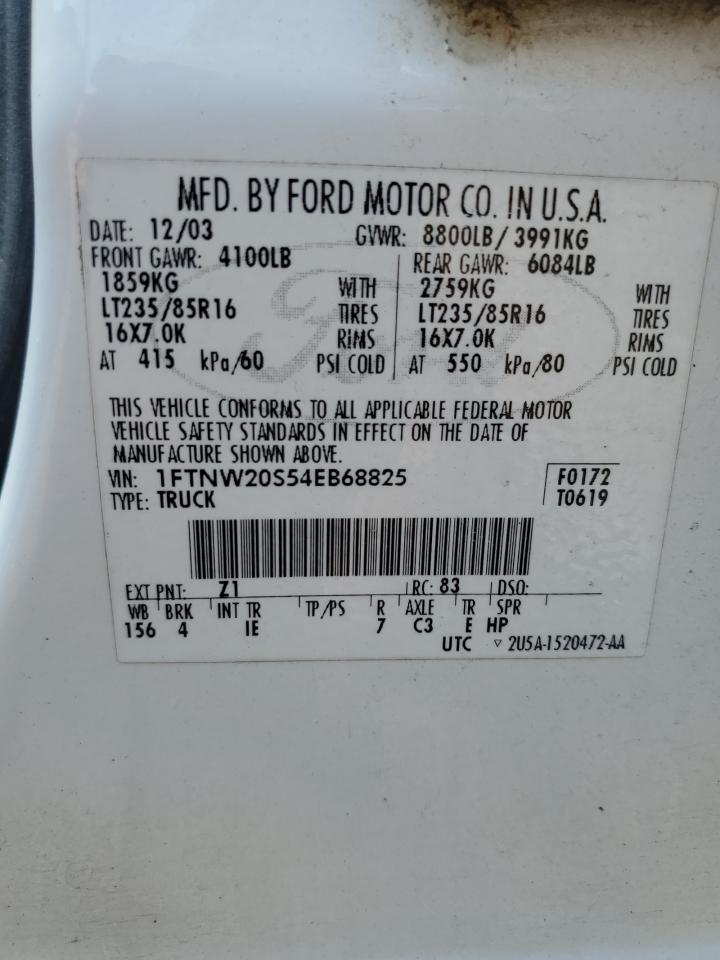 MFD. BY FORD MOTOR CO. IN U.S.A.
DATE: 12/03 GVWR: 8800LB/ 3991KG
FRONT GAWR: 4100LB REAR GAWR: 6084LB
1859KG WITH 2759KG WITH
LT235/85R16 TIRES LT235/85R16 TIRES
16X7.0K RIMS 16X7.0K RIMS
AT 415 kPa/60 PSI COLD AT 550 kPa/80 PSI COLD
Ford
THIS VEHICLE CONFORMS TO ALL APPLICABLE FEDERAL MOTOR
VEHICLE SAFETY STANDARDS IN EFFECT ON THE DATE OF
MANUFACTURE SHOWN ABOVE.
VIN: 1FTNW20S54EB68825 F0172
TYPE: TRUCK T0619
EXT PNT: Z1 RC: 83 DSO:
WB BRK INT TR TP/PS R AXLE TR SPR
156 4 IE 7 C3 E HP
UTC ▽ 2U5A-1520472-AA